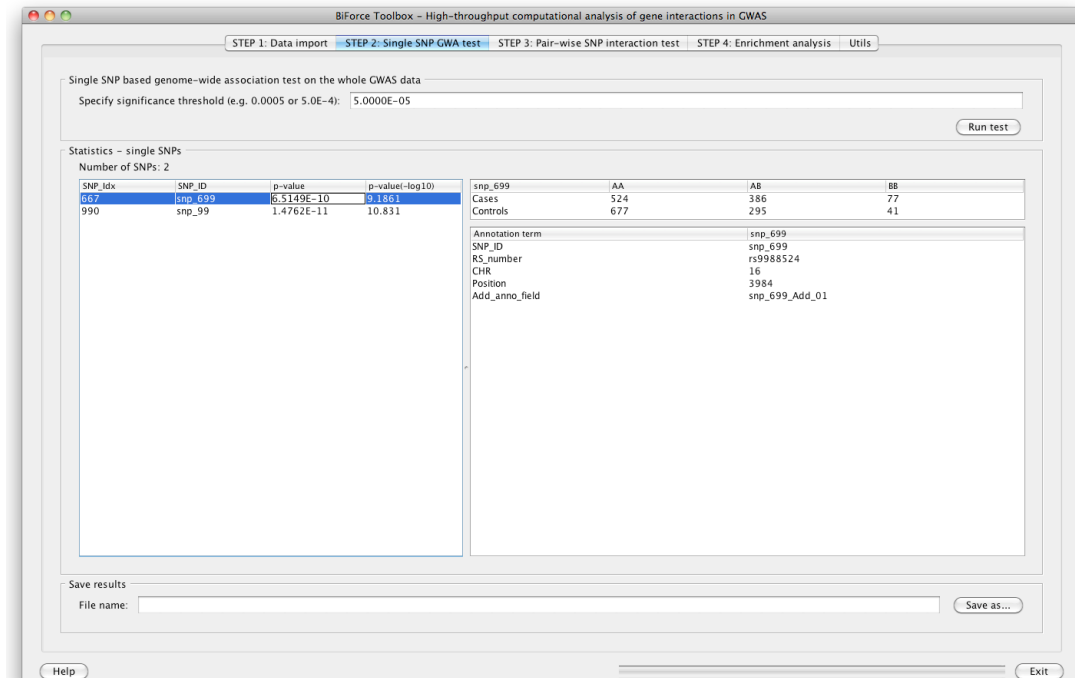 BiForce Toolbox - High-throughput computational analysis of gene interactions in GWAS
STEP 1: Data import STEP 2: Single SNP GWA test STEP 3: Pair-wise SNP interaction test STEP 4: Enrichment analysis Utils
Single SNP based genome-wide association test on the whole GWAS data
Specify significance threshold (e.g. 0.0005 or 5.0E-4): 5.0000E-05
Run test
Statistics - single SNPs
Number of SNPs: 2
SNP_Idx SNP_ID p-value p-value(-log10)
667 snp_699 6.5149E-10 9.1861
990 snp_99 1.4762E-11 10.831
snp_699 AA AB BB
Cases 524 386 77
Controls 677 295 41
Annotation term snp_699
SNP_ID snp_699
RS_number rs9988524
CHR 16
Position 3984
Add_anno_field snp_699_Add_01
Save results
File name: Save as...
Help Exit